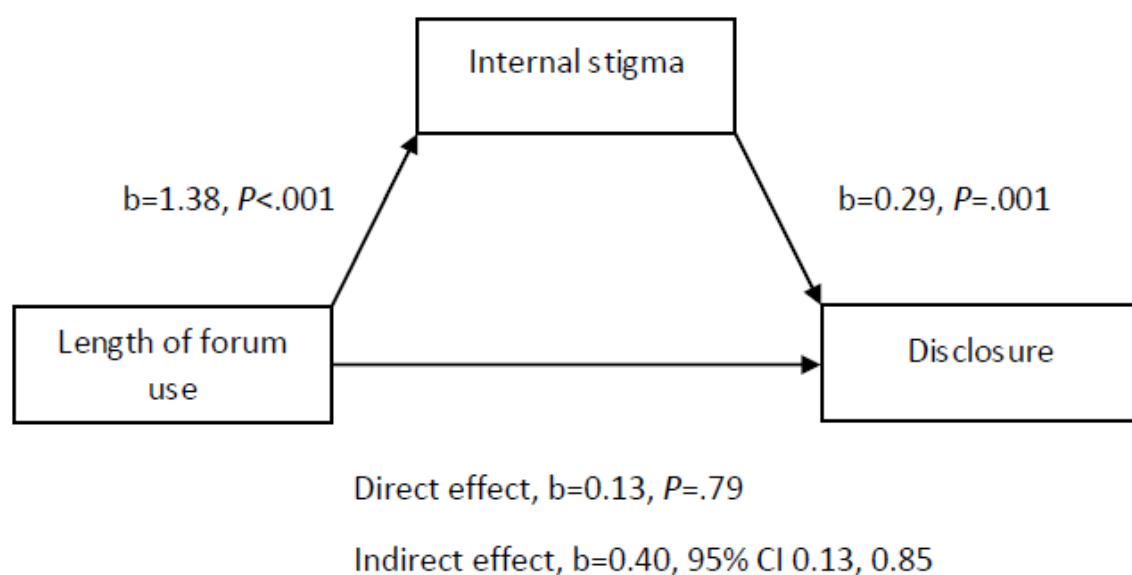 Internal stigma
b=1.38, P<.001
b=0.29, P=.001
Length of forum
use
Disclosure
Direct effect, b=0.13, P=.79
Indirect effect, b=0.40, 95% CI 0.13, 0.85